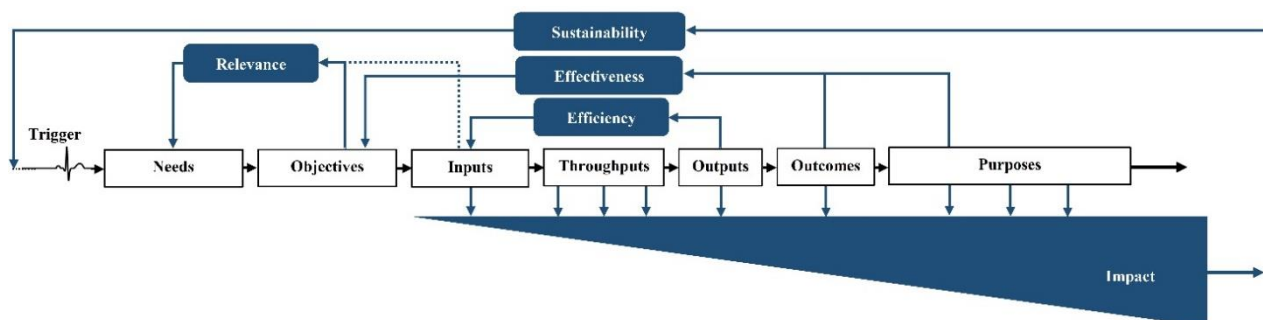 Sustainability
Relevance
Effectiveness
Efficiency
Trigger
Needs
Objectives
Inputs
Throughputs
Outputs
Outcomes
Purposes
Impact